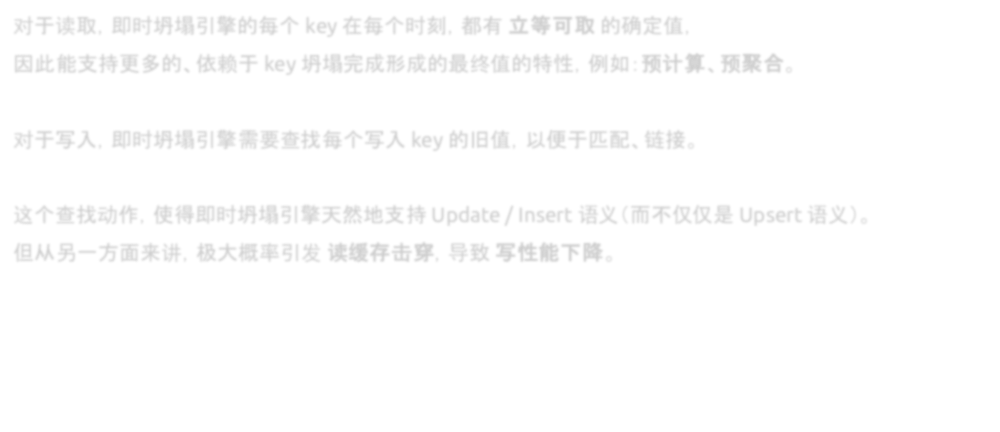 对于读取，即时坍塌引擎的每个 key 在每个时刻，都有 立等可取 的确定值，
因此能支持更多的、依赖于 key 坍塌完成形成的最终值的特性，例如：预计算、预聚合。
对于写入，即时坍塌引擎需要查找每个写入 key 的旧值，以便于匹配、链接。
这个查找动作，使得即时坍塌引擎天然地支持 Update / Insert 语义（而不仅仅是 Upsert 语义）。
但从另一方面来讲，极大概率引发 读缓存击穿，导致 写性能下降。